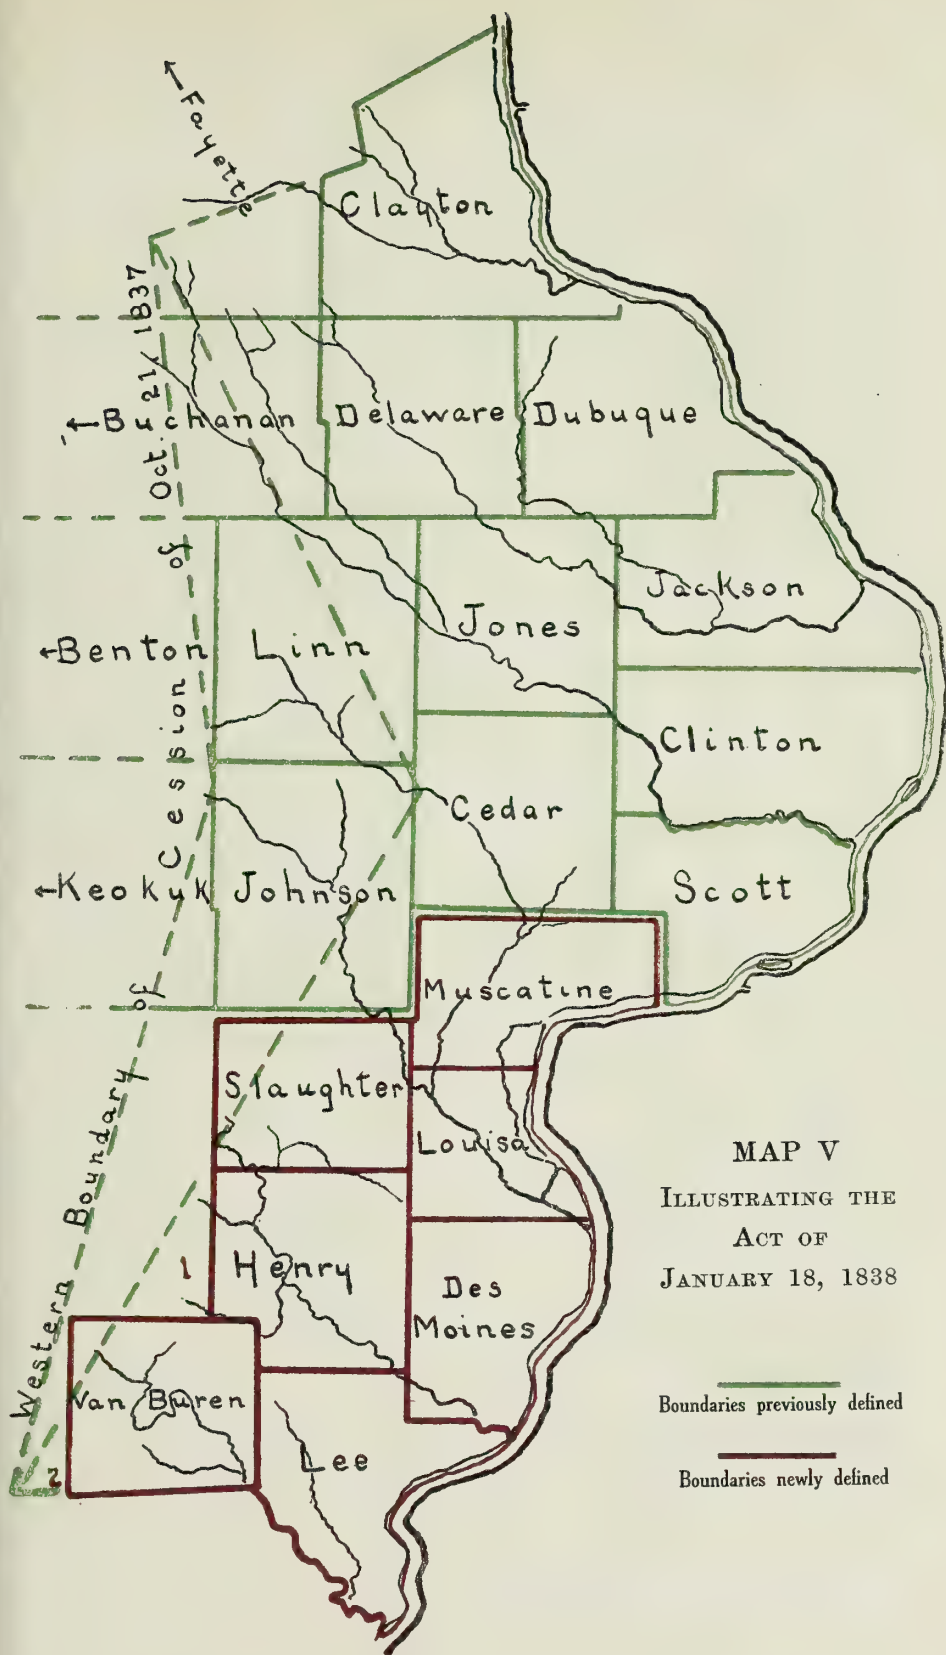 ←Fayette
Clayton
Western Boundary of Cession of Oct. 21, 1837
←Buchanan
Delaware
Dubuque
←Benton
Linn
Jones
Jackson
Clinton
Cedar
←Keokuk
Johnson
Scott
Muscatine
Slaughter
Louisa
MAP V
ILLUSTRATING THE
ACT OF
JANUARY 18, 1838
1
Henry
Des
Moines
Van Buren
Boundaries previously defined
Lee
2
Boundaries newly defined